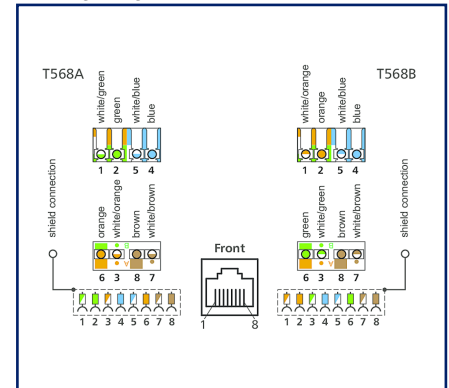 T568A
T568B
white/green
green
white/blue
blue
white/orange
orange
white/blue
blue
1 2 5 4
1 2 5 4
shield connection
orange
white/orange
brown
white/brown
green
white/green
brown
white/brown
shield connection
B
A
B
A
6 3 8 7
6 3 8 7
Front
1 8
1 2 3 4 5 6 7 8
1 2 3 4 5 6 7 8